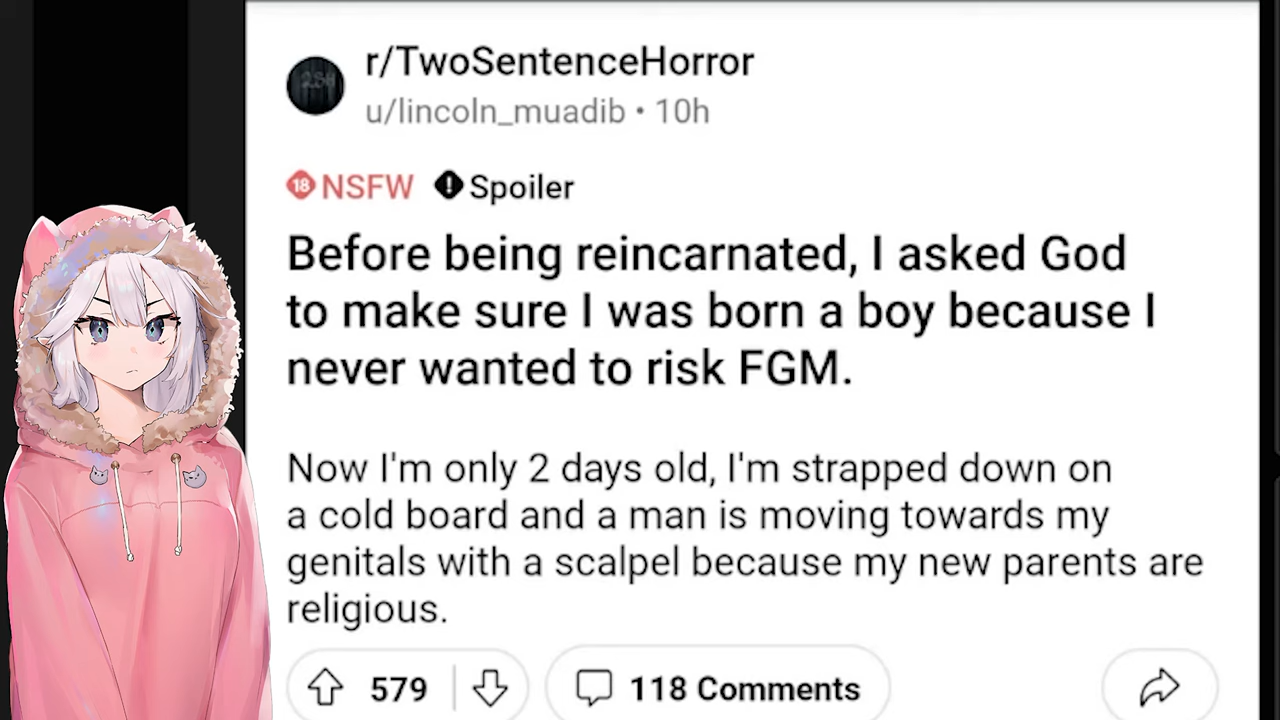 r/TwoSentenceHorror
u/lincoln_muadib • 10h
18 NSFW ! Spoiler
Before being reincarnated, I asked God
to make sure I was born a boy because I
never wanted to risk FGM.
Now I'm only 2 days old, I'm strapped down on
a cold board and a man is moving towards my
genitals with a scalpel because my new parents are
religious.
579 118 Comments